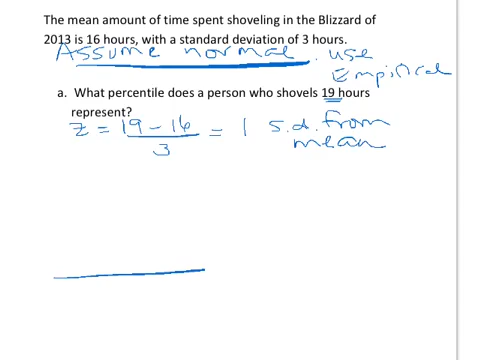 The mean amount of time spent shoveling in the Blizzard of
2013 is 16 hours, with a standard deviation of 3 hours.
Assume normal. use
Empirical
a. What percentile does a person who shovels 19 hours
represent?
z = 19 - 16 / 3 = 1 s.d. from
mean